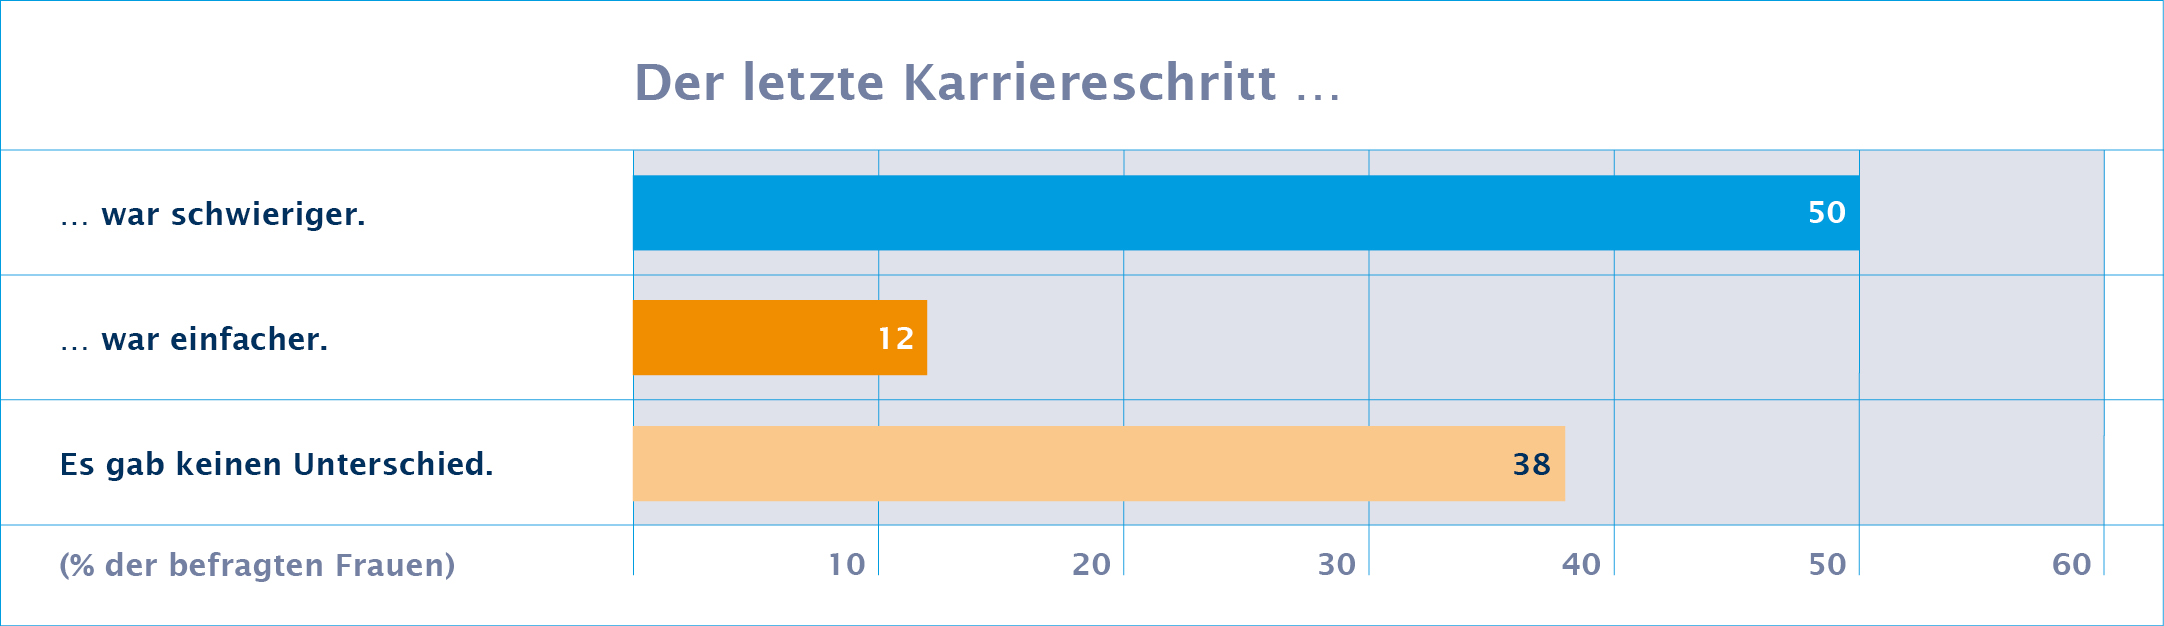 Der letzte Karriereschritt …
… war schwieriger.
50
… war einfacher.
12
Es gab keinen Unterschied.
38
(% der befragten Frauen)
10
20
30
40
50
60